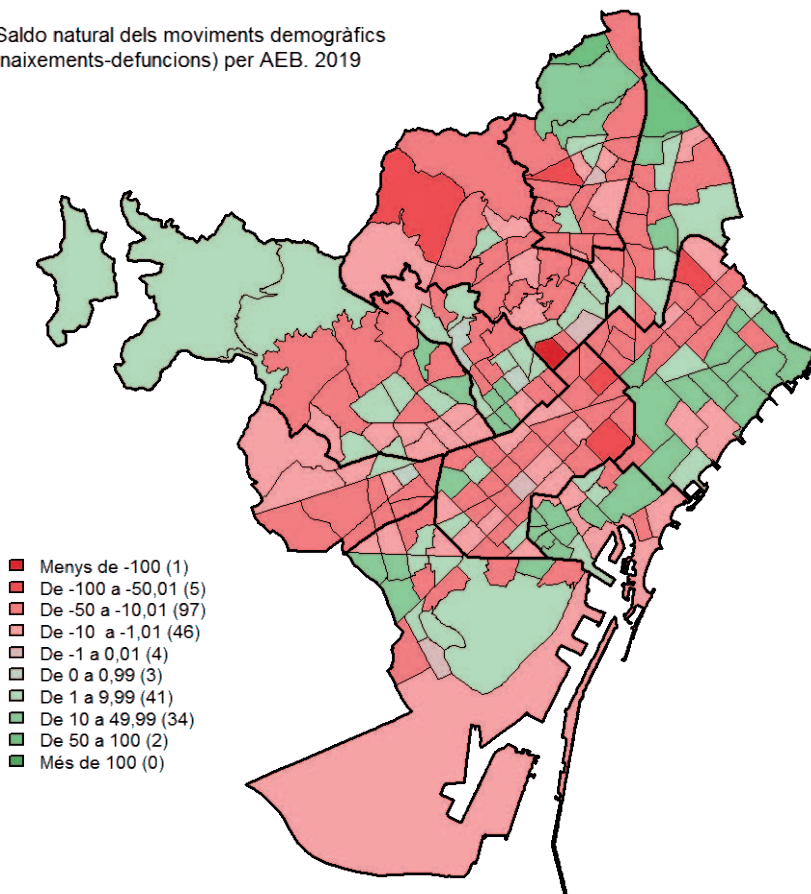 Saldo natural dels moviments demogràfics
(naixements-defuncions) per AEB. 2019
Menys de -100 (1)
De -100 a -50,01 (5)
De -50 a -10,01 (97)
De -10 a -1,01 (46)
De -1 a 0,01 (4)
De 0 a 0,99 (3)
De 1 a 9,99 (41)
De 10 a 49,99 (34)
De 50 a 100 (2)
Més de 100 (0)